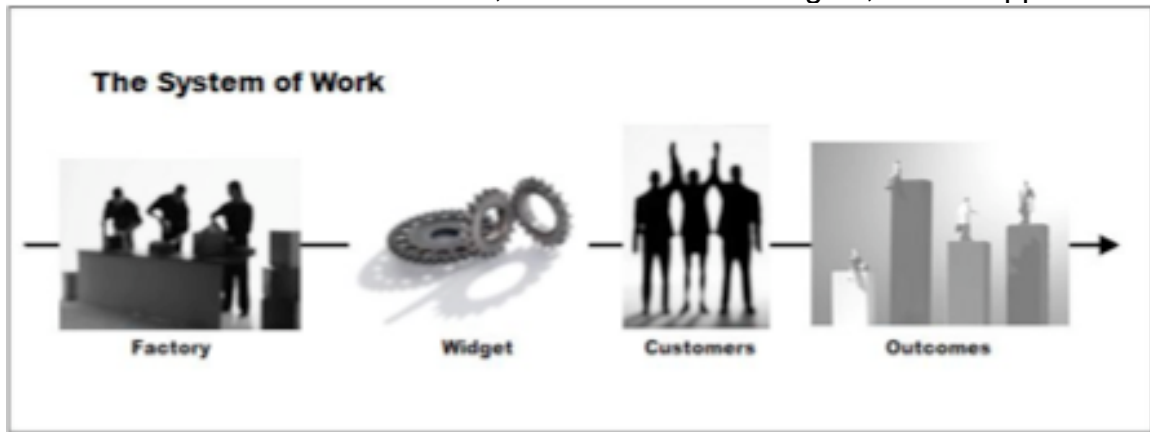 The System of Work
Factory
Widget
Customers
Outcomes